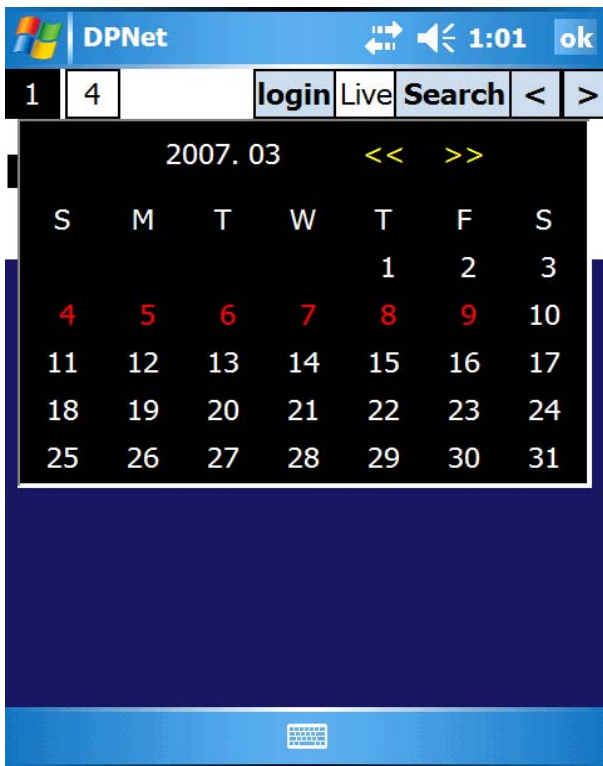 DPNet 1:01 ok
1 4 login Live Search < >
2007. 03 << >>
S M T W T F S
1 2 3
4 5 6 7 8 9 10
11 12 13 14 15 16 17
18 19 20 21 22 23 24
25 26 27 28 29 30 31